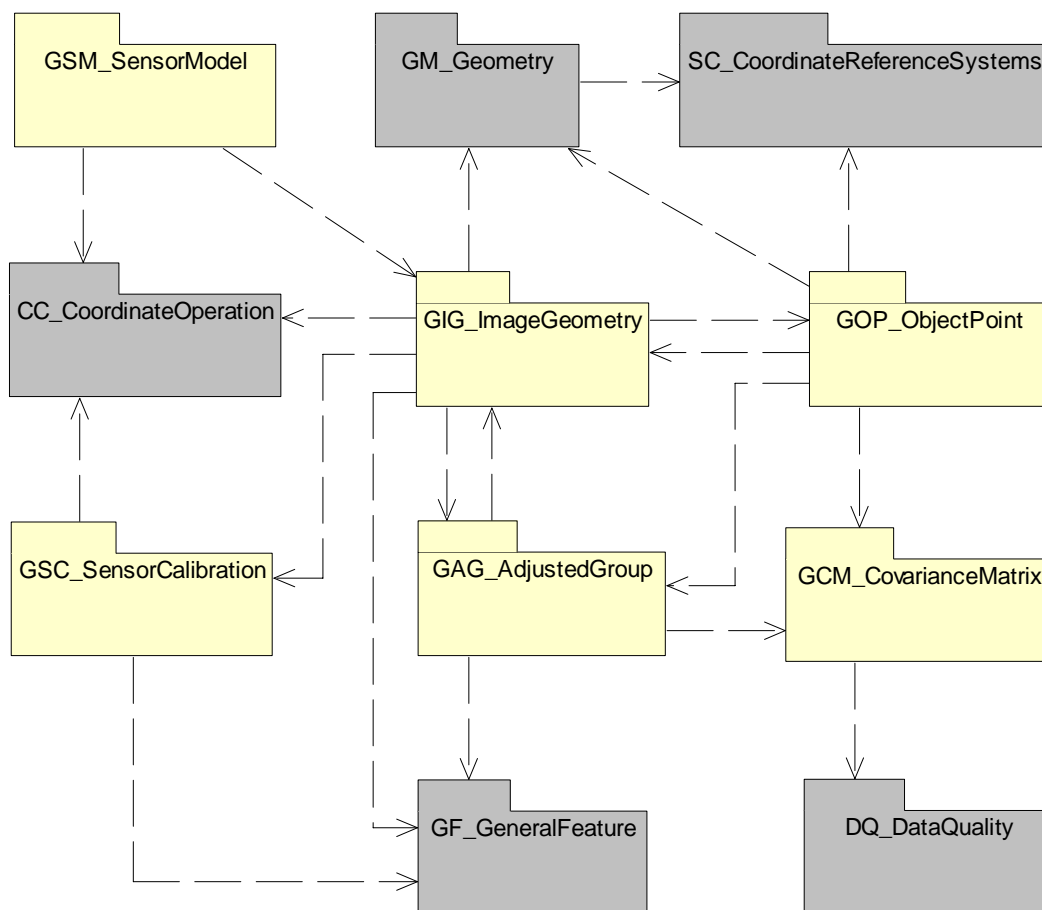 GSM_SensorModel
GM_Geometry
SC_CoordinateReferenceSystems
CC_CoordinateOperation
GIG_ImageGeometry
GOP_ObjectPoint
GSC_SensorCalibration
GAG_AdjustedGroup
GCM_CovarianceMatrix
GF_GeneralFeature
DQ_DataQuality